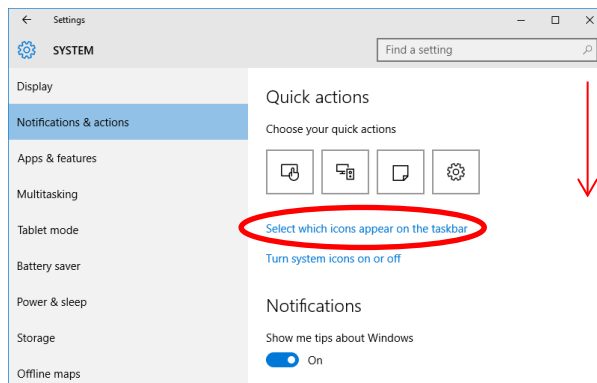 Settings
SYSTEM
Find a setting
Display
Notifications & actions
Apps & features
Multitasking
Tablet mode
Battery saver
Power & sleep
Storage
Offline maps
Quick actions
Choose your quick actions
Select which icons appear on the taskbar
Turn system icons on or off
Notifications
Show me tips about Windows
On